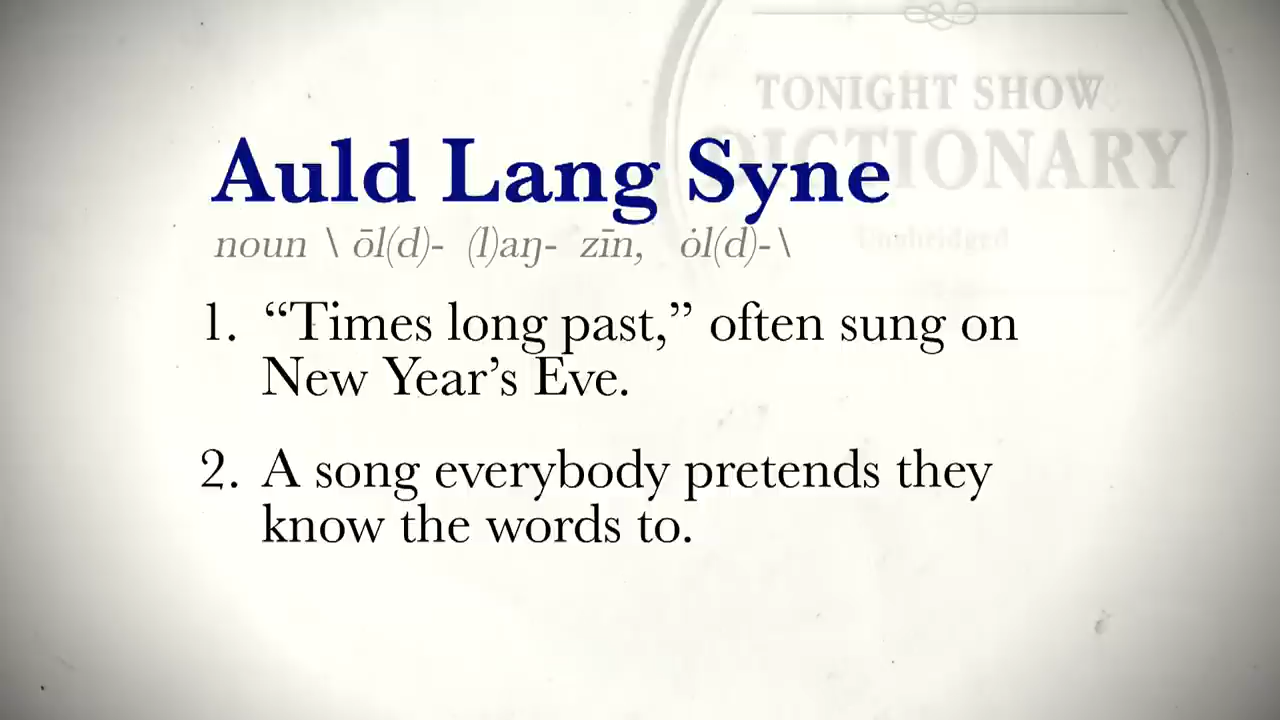 TONIGHT SHOW
DICTIONARY
Unabridged
Auld Lang Syne
noun \ ōl(d)- (l)aŋ- zīn, ȯl(d)-\
1. “Times long past,” often sung on
New Year’s Eve.
2. A song everybody pretends they
know the words to.